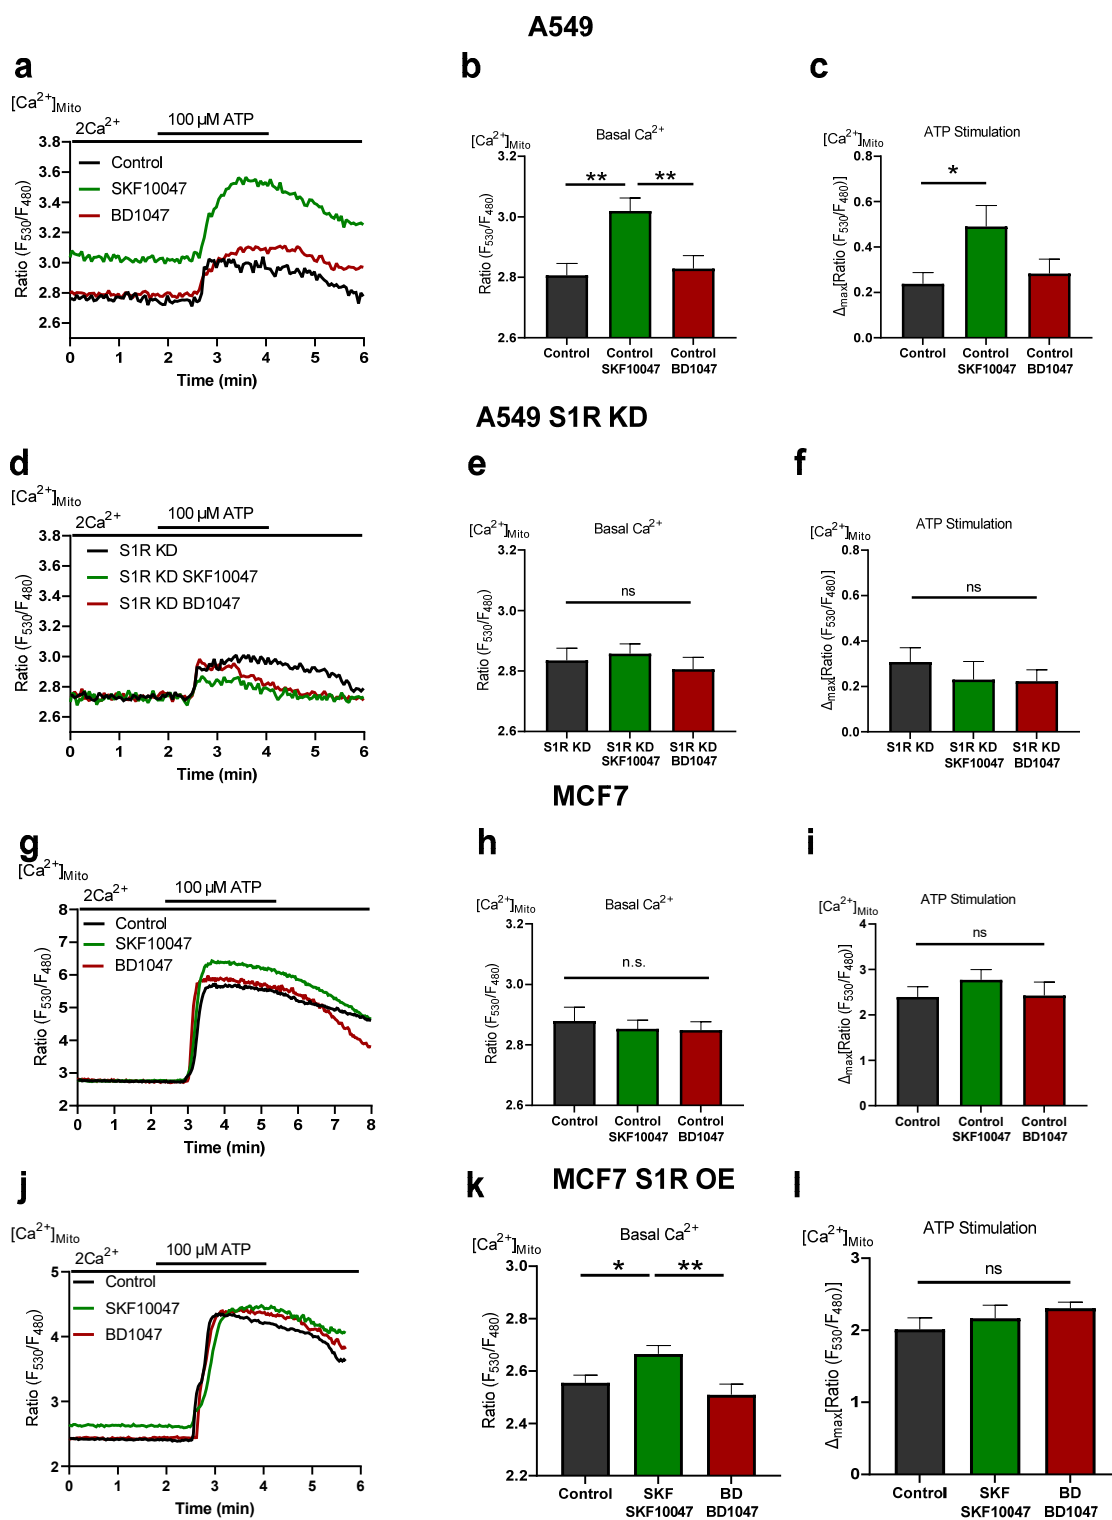 A549
a
[Ca2+]Mito
2Ca2+
100 µM ATP
Control
SKF10047
BD1047
Ratio (F530/F480)
3.8
3.6
3.4
3.2
3.0
2.8
2.6
0 1 2 3 4 5 6
Time (min)
b
[Ca2+]Mito
Basal Ca2+
Ratio (F530/F480)
3.2
3.0
2.8
2.6
** **
Control
Control SKF10047
Control BD1047
c
[Ca2+]Mito
ATP Stimulation
Δmax[Ratio (F530/F480)]
0.8
0.6
0.4
0.2
0.0
*
Control
Control SKF10047
Control BD1047
A549 S1R KD
d
[Ca2+]Mito
2Ca2+
100 µM ATP
S1R KD
S1R KD SKF10047
S1R KD BD1047
Ratio (F530/F480)
3.8
3.6
3.4
3.2
3.0
2.8
2.6
0 1 2 3 4 5 6
Time (min)
e
[Ca2+]Mito
Basal Ca2+
Ratio (F530/F480)
3.2
3.0
2.8
2.6
ns
S1R KD
S1R KD SKF10047
S1R KD BD1047
f
[Ca2+]Mito
ATP Stimulation
Δmax[Ratio (F530/F480)]
0.8
0.6
0.4
0.2
0.0
ns
S1R KD
S1R KD SKF10047
S1R KD BD1047
MCF7
g
[Ca2+]Mito
2Ca2+
100 µM ATP
Control
SKF10047
BD1047
Ratio (F530/F480)
8
7
6
5
4
3
2
0 1 2 3 4 5 6 7 8
Time (min)
h
[Ca2+]Mito
Basal Ca2+
Ratio (F530/F480)
3.2
3.0
2.8
2.6
n.s.
Control
Control SKF10047
Control BD1047
i
[Ca2+]Mito
ATP Stimulation
Δmax[Ratio (F530/F480)]
4
3
2
1
0
ns
Control
Control SKF10047
Control BD1047
MCF7 S1R OE
j
[Ca2+]Mito
2Ca2+
100 µM ATP
Control
SKF10047
BD1047
Ratio (F530/F480)
5
4
3
2
0 1 2 3 4 5 6
Time (min)
k
[Ca2+]Mito
Basal Ca2+
Ratio (F530/F480)
3.0
2.8
2.6
2.4
2.2
* **
Control
SKF SKF10047
BD BD1047
l
[Ca2+]Mito
ATP Stimulation
Δmax[Ratio (F530/F480)]
3
2
1
0
ns
Control
SKF SKF10047
BD BD1047